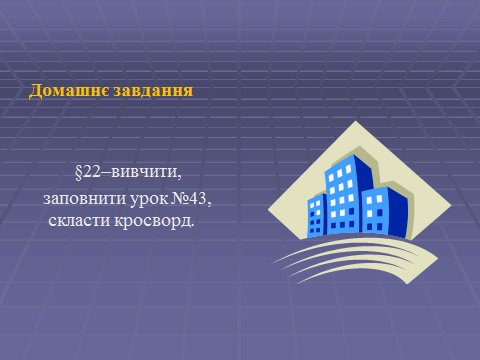 Домашнє завдання
§22–вивчити,
заповнити урок №43,
скласти кросворд.